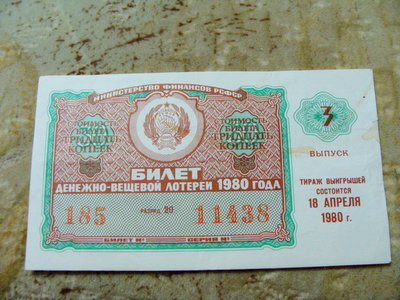 МИНИСТЕРСТВО ФИНАНСОВ РСФСР
СТОИМОСТЬ
БИЛЕТА
ТРИДЦАТЬ
КОПЕЕК
СТОИМОСТЬ
БИЛЕТА
ТРИДЦАТЬ
КОПЕЕК
БИЛЕТ
ДЕНЕЖНО-ВЕЩЕВОЙ ЛОТЕРЕИ 1980 ГОДА
185 РАЗРЯД 20 11438
БИЛЕТ № СЕРИЯ №
3
ВЫПУСК
ТИРАЖ ВЫИГРЫШЕЙ
СОСТОИТСЯ
18 АПРЕЛЯ
1980 г.